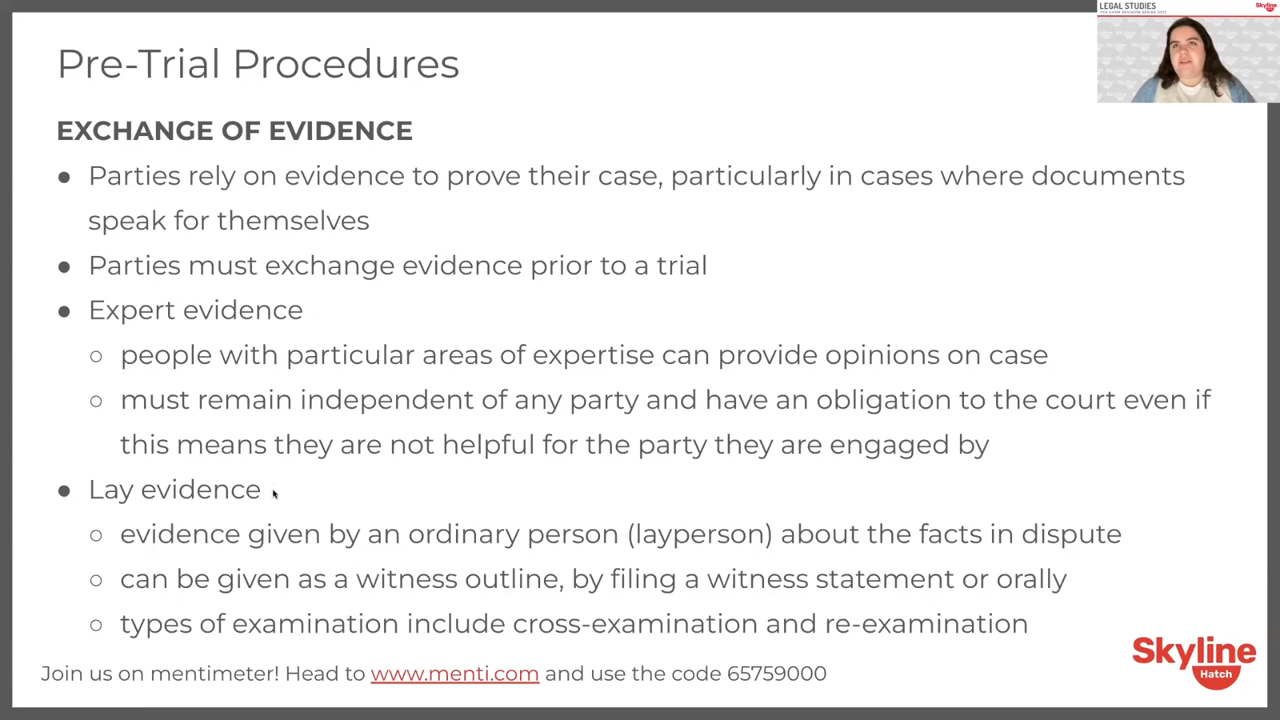 LEGAL STUDIES
Skyline
Pre-Trial Procedures
EXCHANGE OF EVIDENCE
● Parties rely on evidence to prove their case, particularly in cases where documents
speak for themselves
● Parties must exchange evidence prior to a trial
● Expert evidence
○ people with particular areas of expertise can provide opinions on case
○ must remain independent of any party and have an obligation to the court even if
this means they are not helpful for the party they are engaged by
● Lay evidence
○ evidence given by an ordinary person (layperson) about the facts in dispute
○ can be given as a witness outline, by filing a witness statement or orally
○ types of examination include cross-examination and re-examination
Join us on mentimeter! Head to www.menti.com and use the code 65759000
Skyline
Hatch